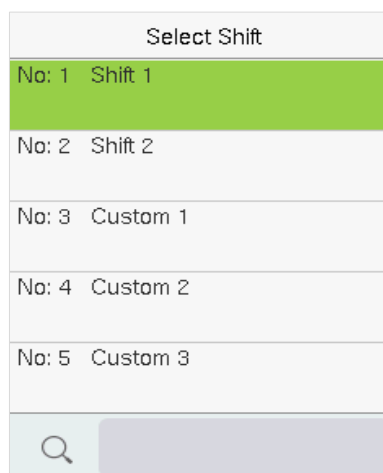 Select Shift
No: 1 Shift 1
No: 2 Shift 2
No: 3 Custom 1
No: 4 Custom 2
No: 5 Custom 3